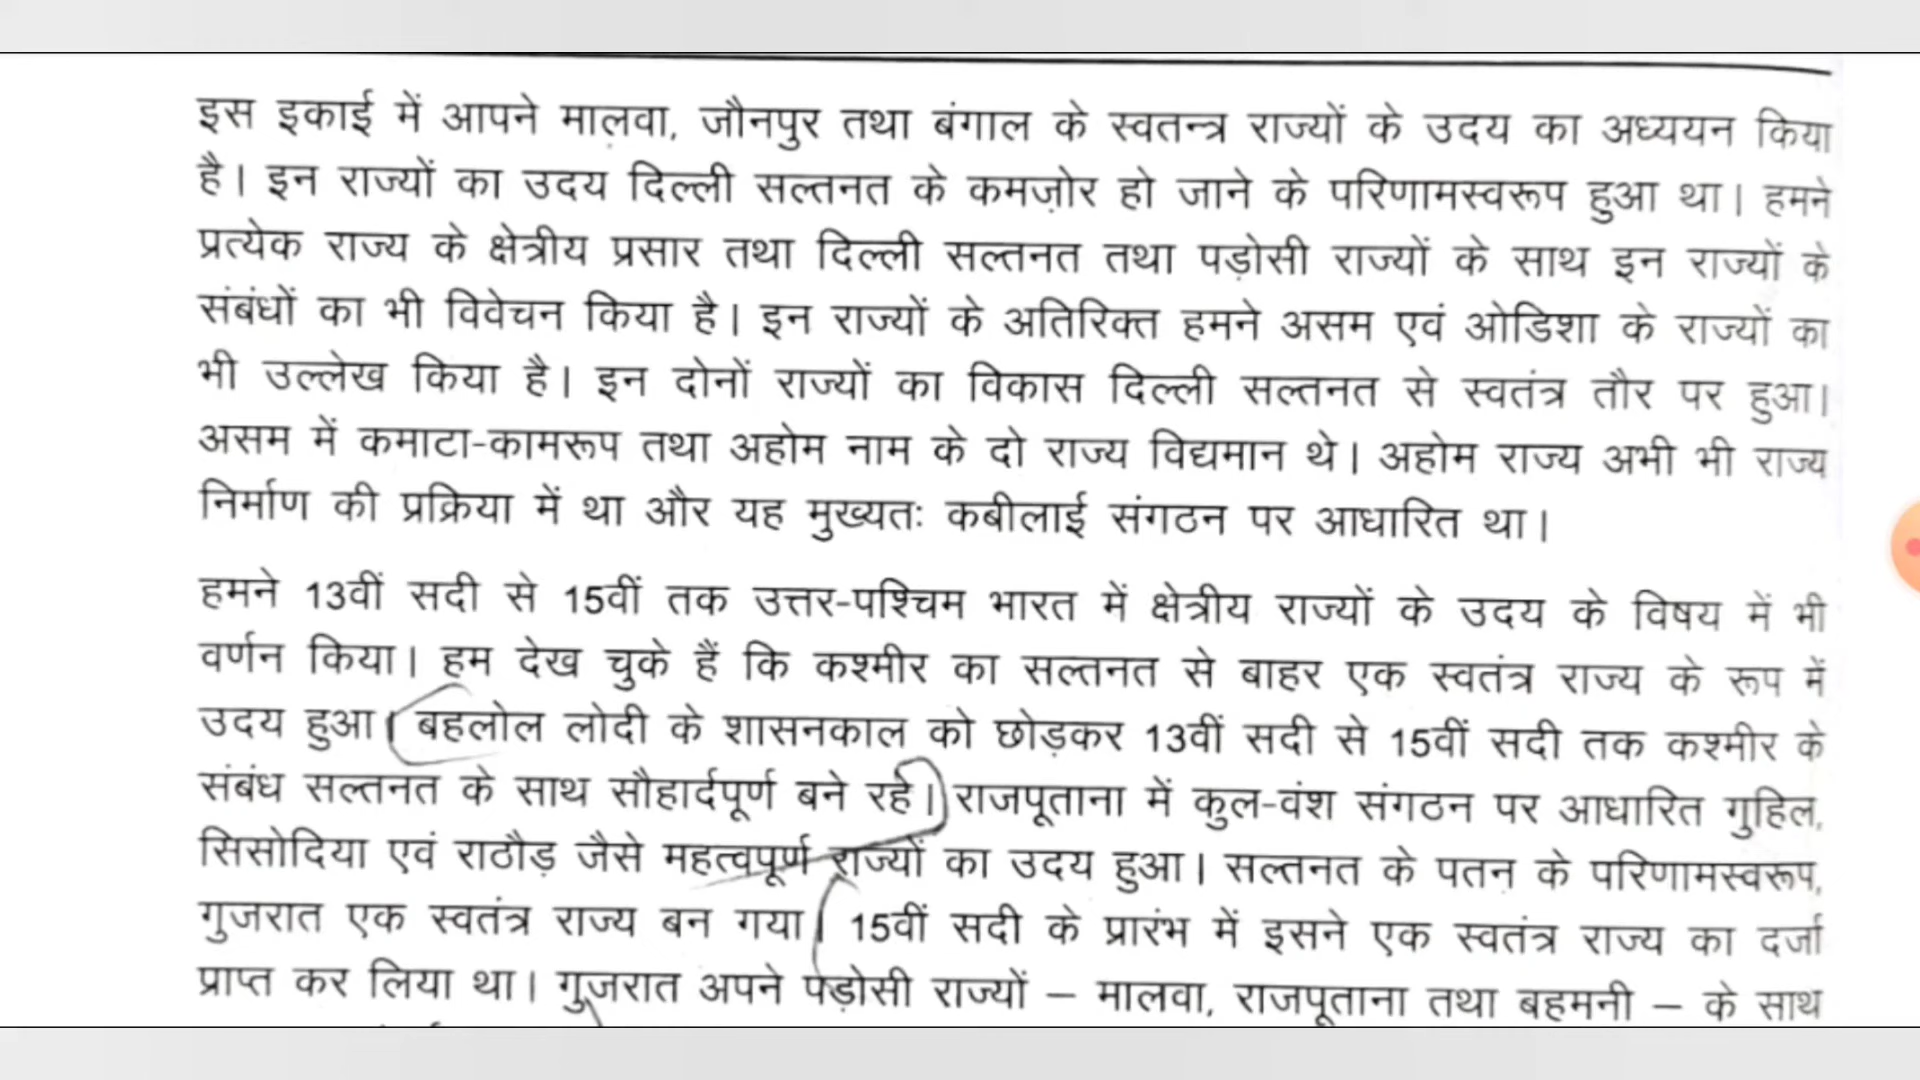 इस इकाई में आपने मालवा, जौनपुर तथा बंगाल के स्वतन्त्र राज्यों के उदय का अध्ययन किया
है। इन राज्यों का उदय दिल्ली सल्तनत के कमज़ोर हो जाने के परिणामस्वरूप हुआ था। हमने
प्रत्येक राज्य के क्षेत्रीय प्रसार तथा दिल्ली सल्तनत तथा पड़ोसी राज्यों के साथ इन राज्यों के
संबंधों का भी विवेचन किया है। इन राज्यों के अतिरिक्त हमने असम एवं ओडिशा के राज्यों का
भी उल्लेख किया है। इन दोनों राज्यों का विकास दिल्ली सल्तनत से स्वतंत्र तौर पर हुआ।
असम में कमाटा-कामरूप तथा अहोम नाम के दो राज्य विद्यमान थे। अहोम राज्य अभी भी राज्य
निर्माण की प्रक्रिया में था और यह मुख्यतः कबीलाई संगठन पर आधारित था।
हमने 13वीं सदी से 15वीं तक उत्तर-पश्चिम भारत में क्षेत्रीय राज्यों के उदय के विषय में भी
वर्णन किया। हम देख चुके हैं कि कश्मीर का सल्तनत से बाहर एक स्वतंत्र राज्य के रूप में
उदय हुआ। बहलोल लोदी के शासनकाल को छोड़कर 13वीं सदी से 15वीं सदी तक कश्मीर के
संबंध सल्तनत के साथ सौहार्दपूर्ण बने रहे। राजपूताना में कुल-वंश संगठन पर आधारित गुहिल,
सिसोदिया एवं राठौड़ जैसे महत्वपूर्ण राज्यों का उदय हुआ। सल्तनत के पतन के परिणामस्वरूप,
गुजरात एक स्वतंत्र राज्य बन गया। 15वीं सदी के प्रारंभ में इसने एक स्वतंत्र राज्य का दर्जा
प्राप्त कर लिया था। गुजरात अपने पड़ोसी राज्यों – मालवा, राजपूताना तथा बहमनी – के साथ